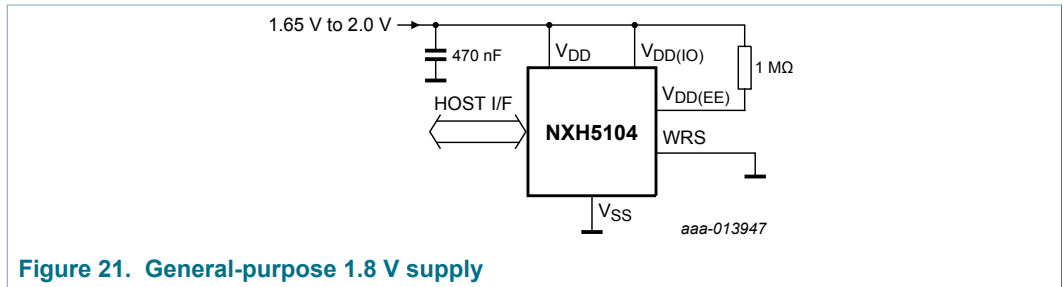 1.65 V to 2.0 V
470 nF
VDD
VDD(IO)
1 MΩ
VDD(EE)
HOST I/F
NXH5104
WRS
VSS
aaa-013947
Figure 21. General-purpose 1.8 V supply